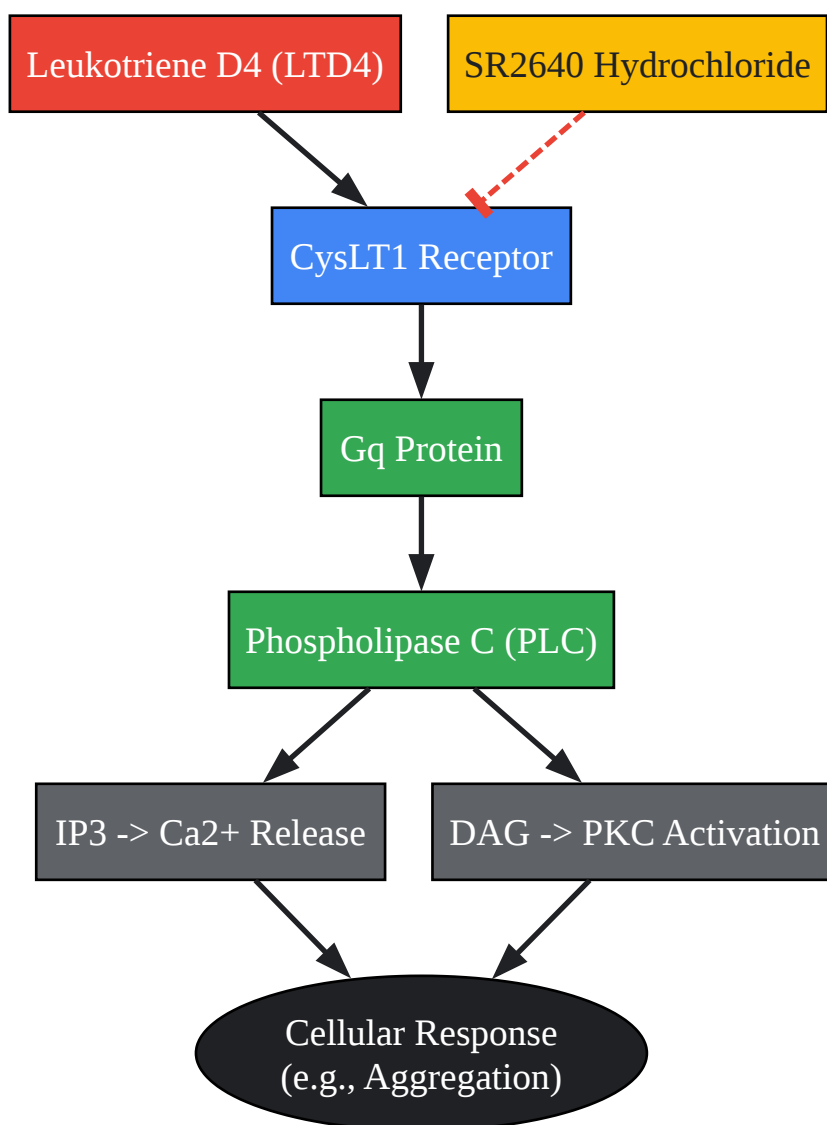 Leukotriene D4 (LTD4)
SR2640 Hydrochloride
CysLT1 Receptor
Gq Protein
Phospholipase C (PLC)
IP3 -> Ca2+ Release
DAG -> PKC Activation
Cellular Response
(e.g., Aggregation)